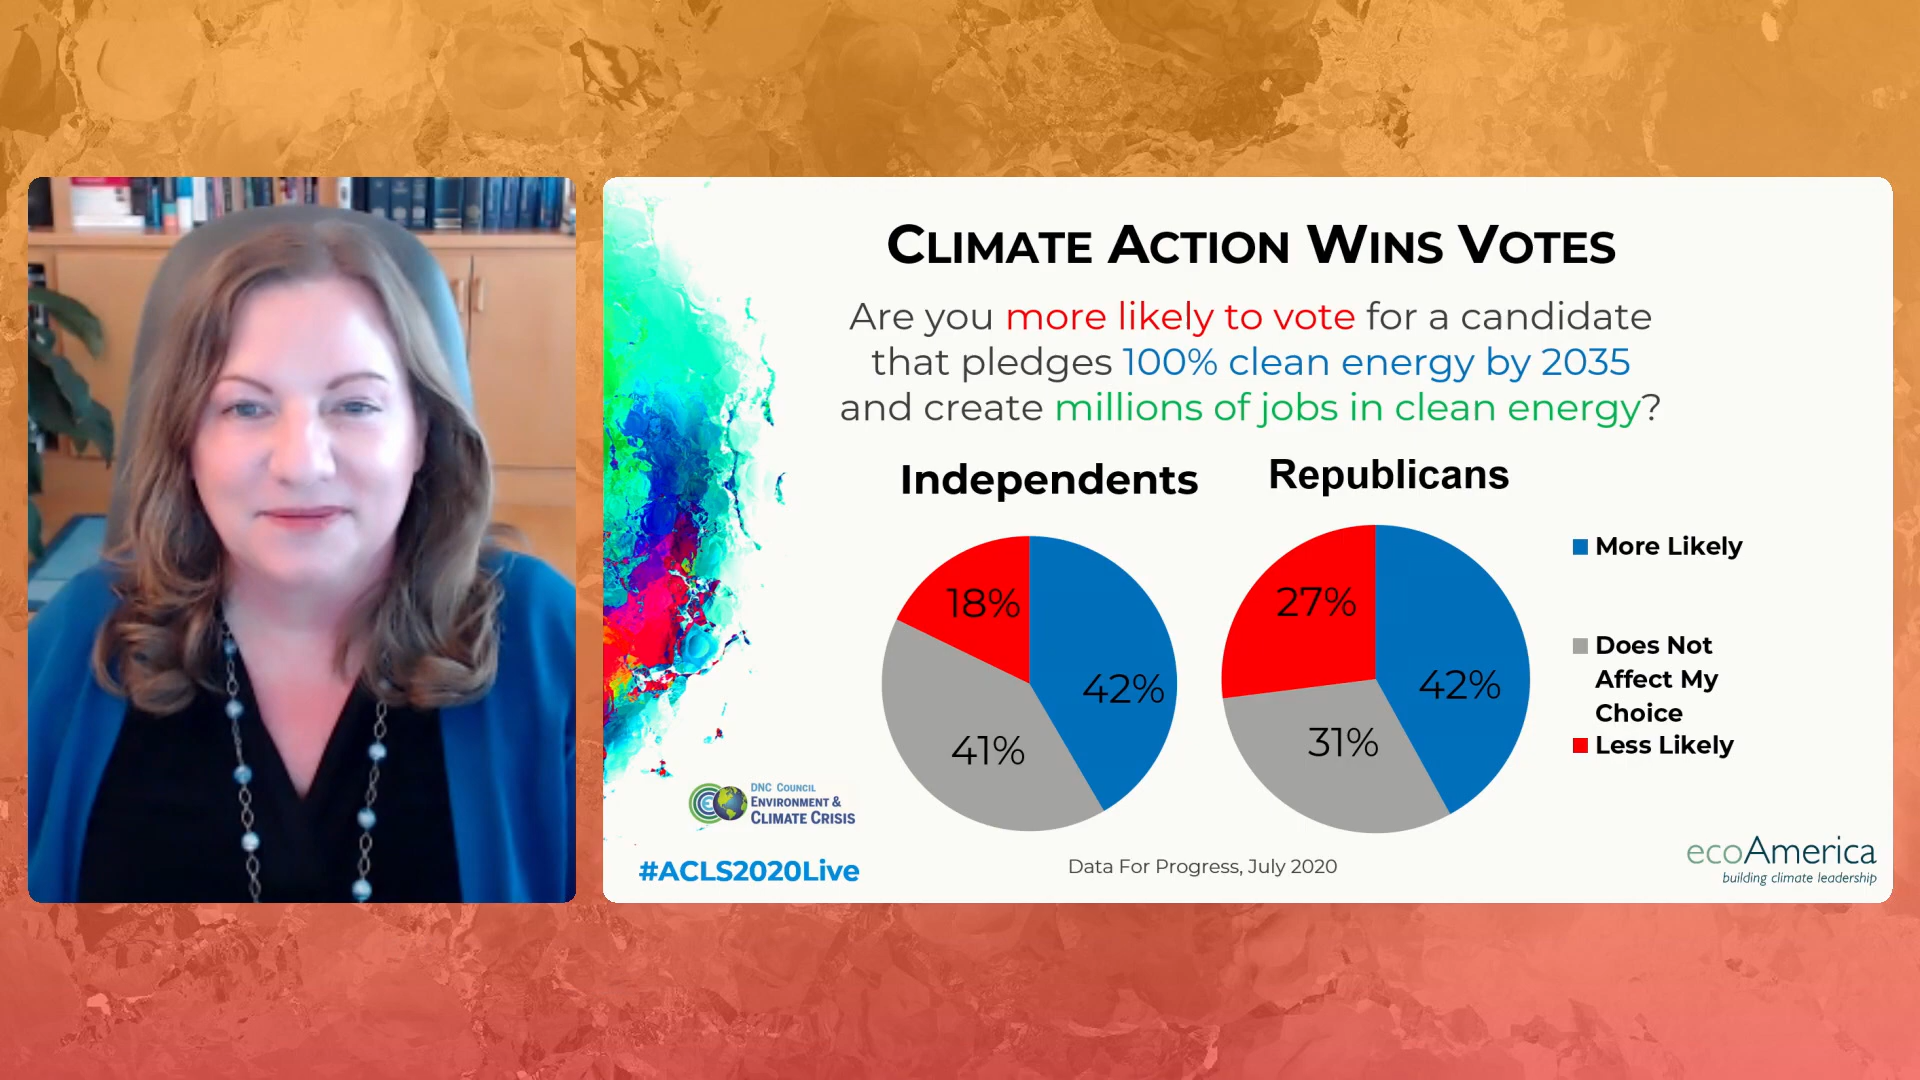 CLIMATE ACTION WINS VOTES
Are you more likely to vote for a candidate
that pledges 100% clean energy by 2035
and create millions of jobs in clean energy?
Independents
Republicans
18%
42%
41%
27%
42%
31%
More Likely
Does Not
Affect My
Choice
Less Likely
DNC COUNCIL
ENVIRONMENT &
CLIMATE CRISIS
#ACLS2020Live
Data For Progress, July 2020
ecoAmerica
building climate leadership